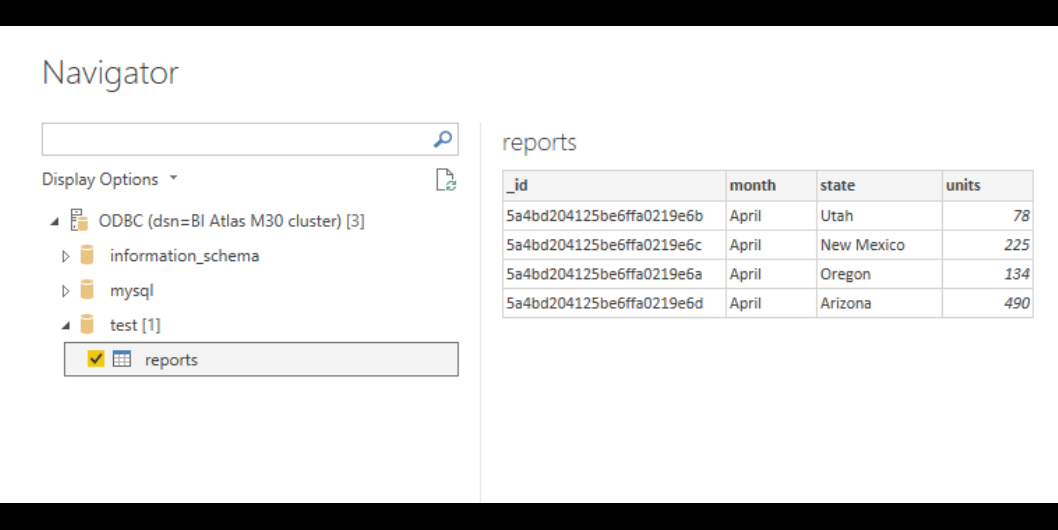 Navigator
Display Options
ODBC (dsn=BI Atlas M30 cluster) [3]
information_schema
mysql
test [1]
reports
reports
_id month state units
5a4bd204125be6ffa0219e6b April Utah 78
5a4bd204125be6ffa0219e6c April New Mexico 225
5a4bd204125be6ffa0219e6a April Oregon 134
5a4bd204125be6ffa0219e6d April Arizona 490